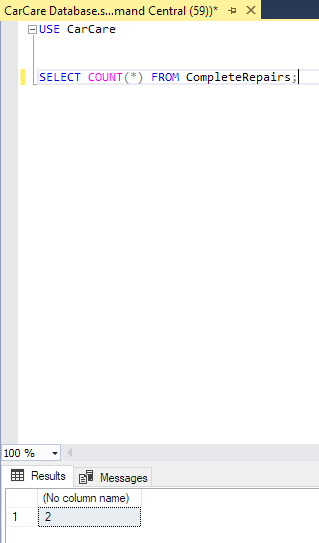 CarCare Database.s...mand Central (59))*
USE CarCare
SELECT COUNT(*) FROM CompleteRepairs;
100 %
Results Messages
(No column name)
1 2